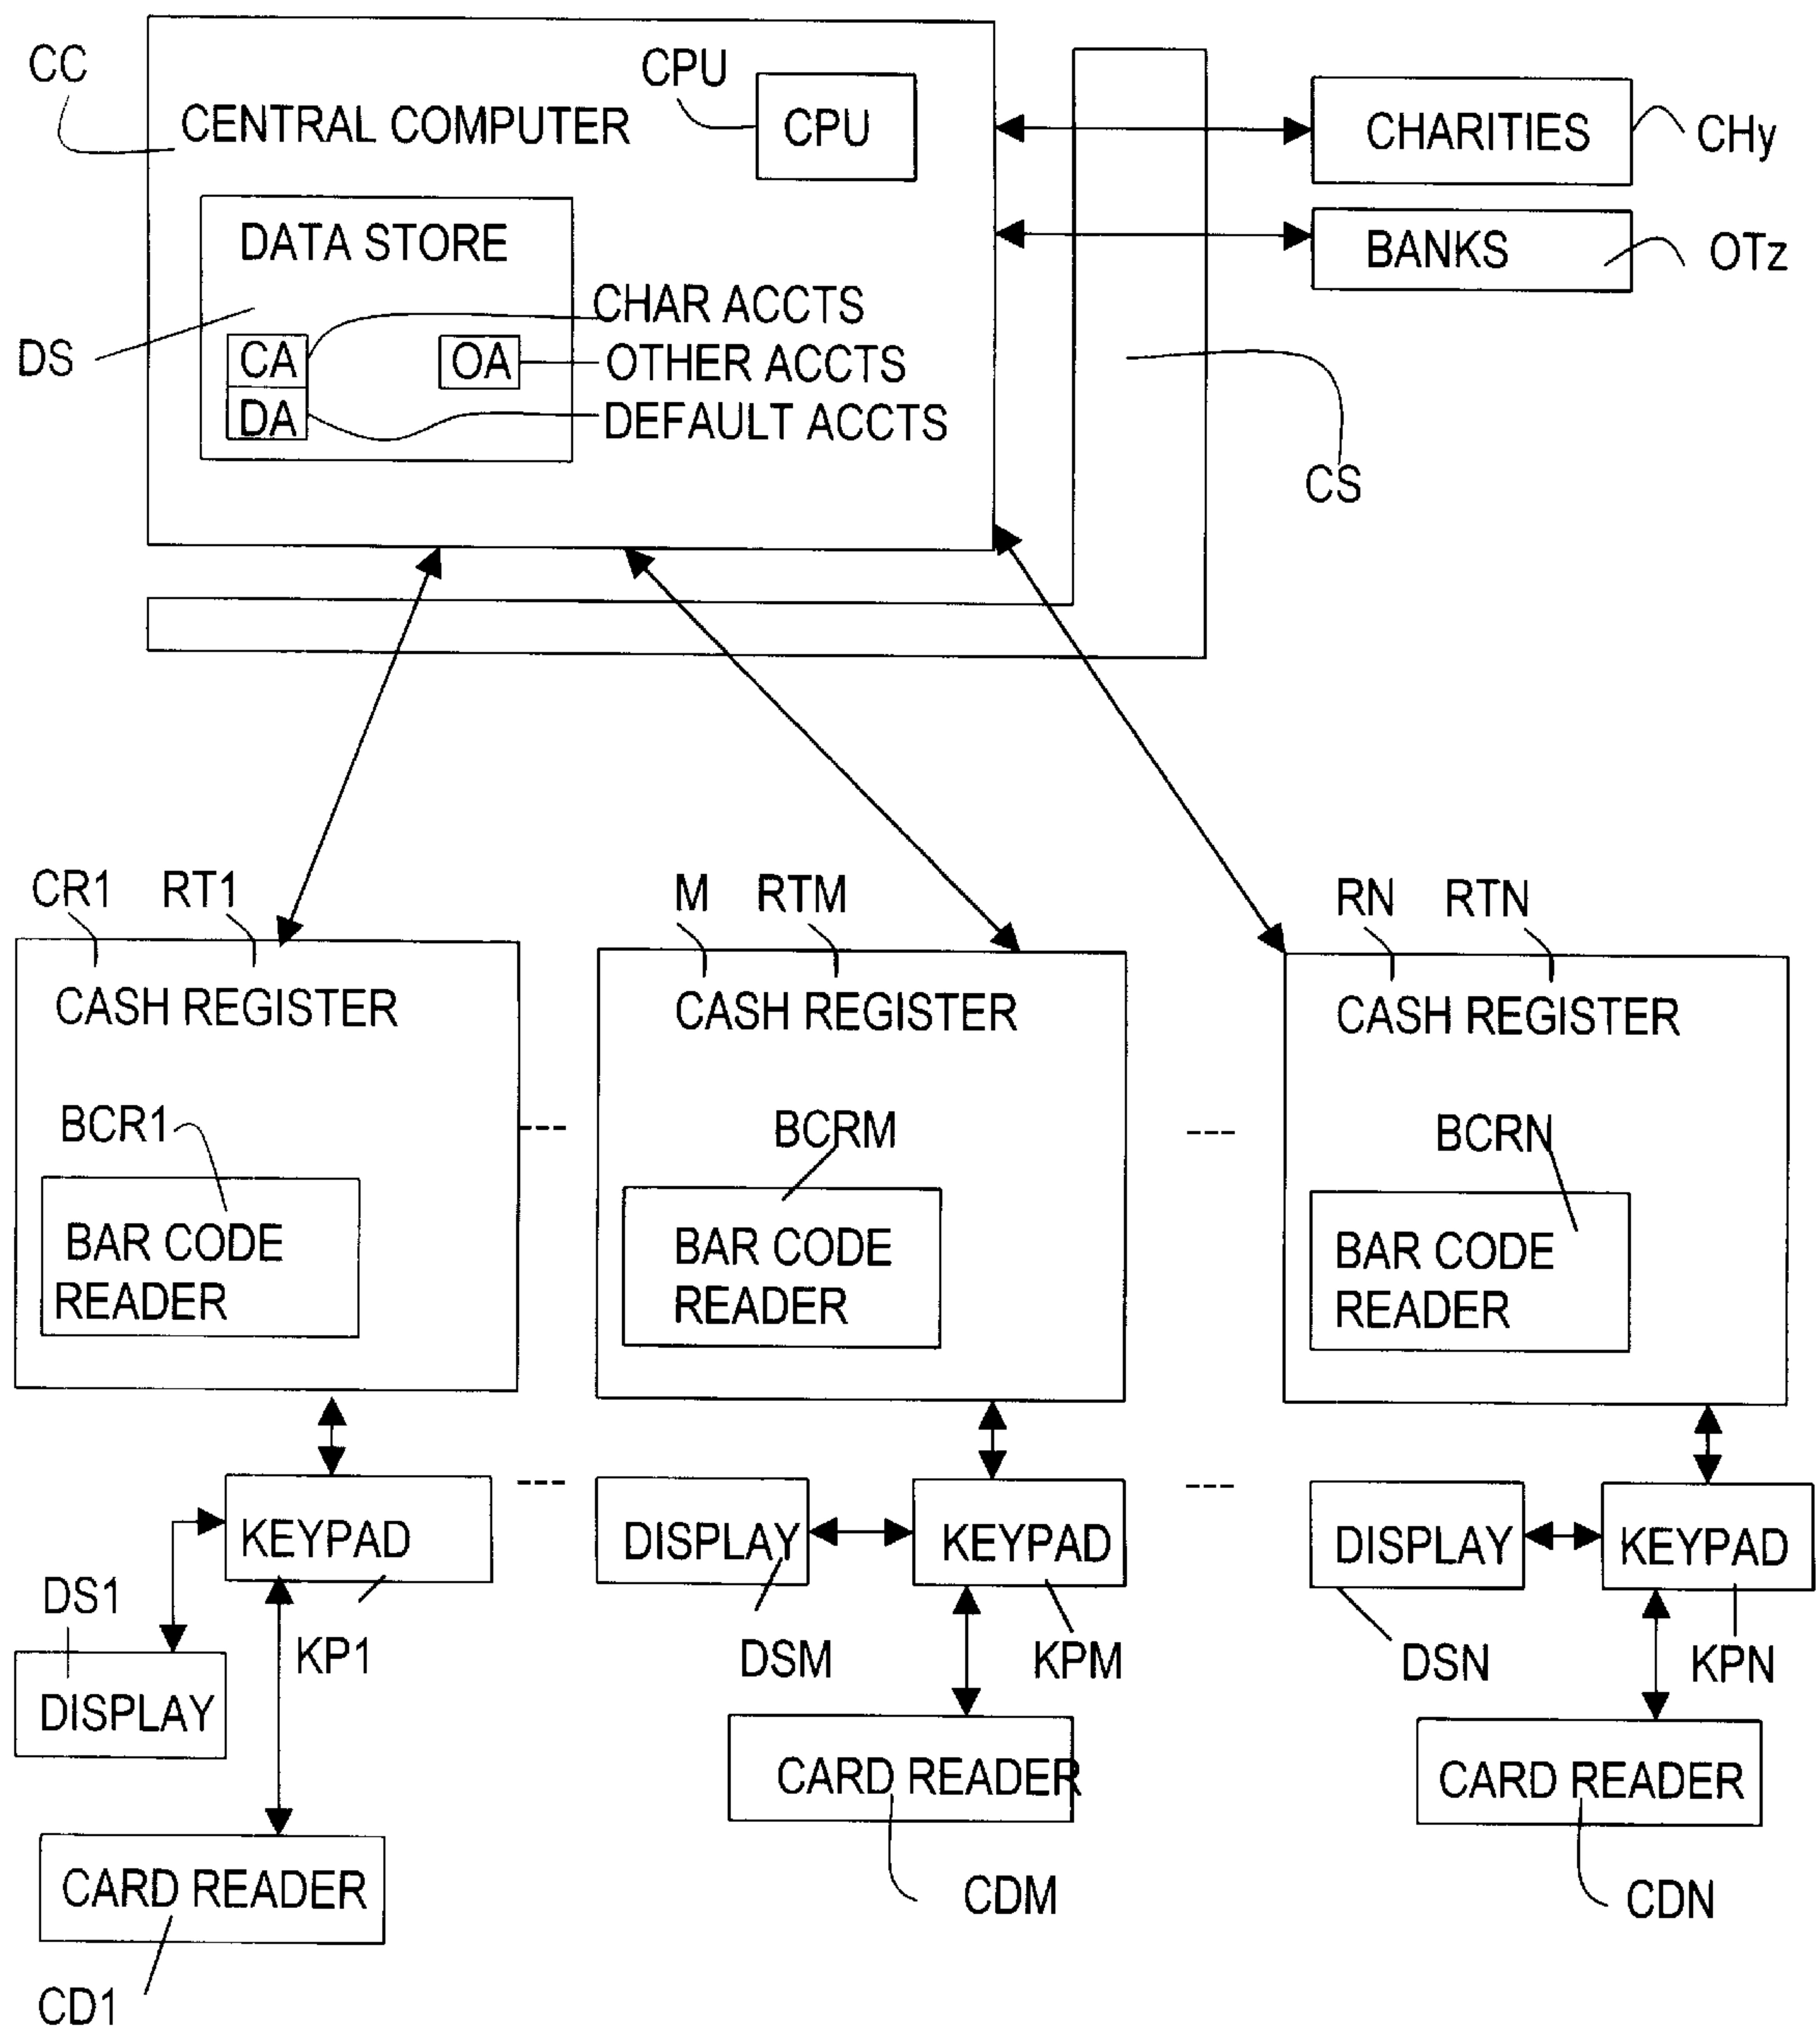 CC
CENTRAL COMPUTER
CPU
CPU
CHARITIES
CHy
DATA STORE
BANKS
OTz
CHAR ACCTS
DS
CA
OA
OTHER ACCTS
DA
DEFAULT ACCTS
CS
CR1
RT1
M
RTM
RN
RTN
CASH REGISTER
CASH REGISTER
CASH REGISTER
BCR1
---
BCRM
---
BCRN
BAR CODE
READER
BAR CODE
READER
BAR CODE
READER
KEYPAD
---
DISPLAY
KEYPAD
---
DISPLAY
KEYPAD
DS1
KP1
DSM
KPM
DSN
KPN
DISPLAY
CARD READER
CARD READER
CARD READER
CDM
CDN
CD1